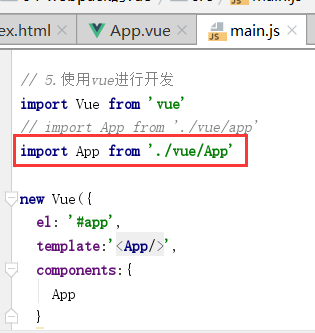 ex.html App.vue main.js
// 5.使用vue进行开发
import Vue from 'vue'
// import App from './vue/app'
import App from './vue/App'
new Vue({
el: '#app',
template:'<App/>',
components:{
App
}